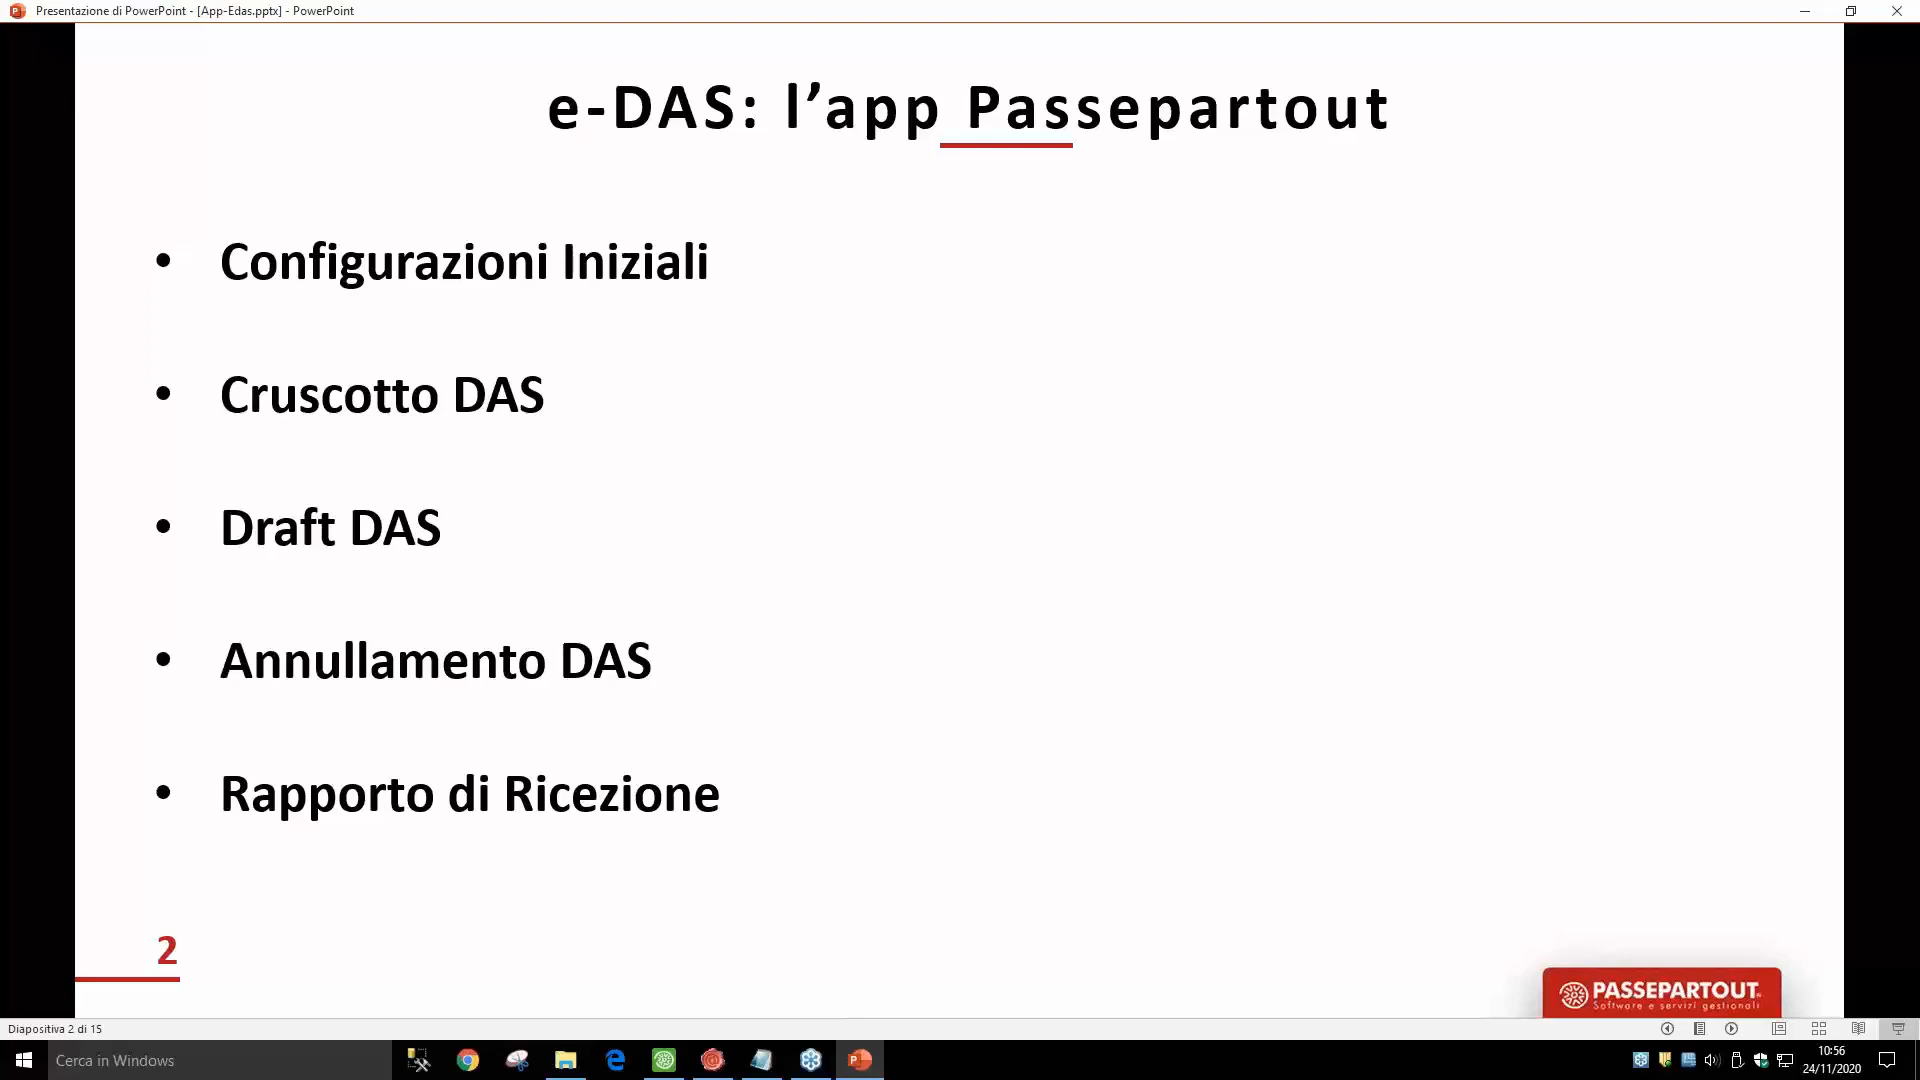 Presentazione di PowerPoint - [App-Edas.pptx] - PowerPoint
e-DAS: l’app Passepartout
• Configurazioni Iniziali
• Cruscotto DAS
• Draft DAS
• Annullamento DAS
• Rapporto di Ricezione
2
PASSEPARTOUT
Software e servizi gestionali
Diapositiva 2 di 15
Cerca in Windows
10:56
24/11/2020